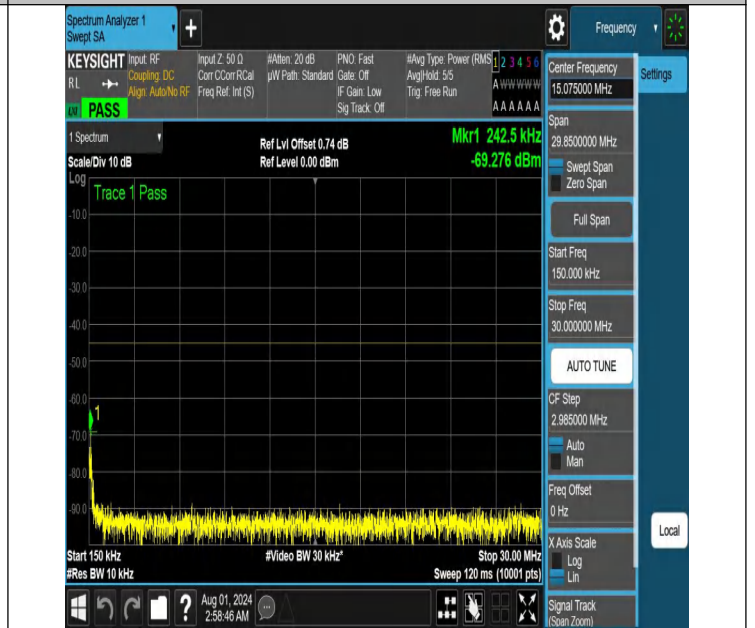 Spectrum Analyzer 1
Swept SA
+
Frequency
KEYSIGHT
RL
PASS
Input: RF
Coupling: DC
Align: Auto/No RF
Input Z: 50 Ω
Corr CCorr RCal
Freq Ref: Int (S)
#Atten: 20 dB
µW Path: Standard
PNO: Fast
Gate: Off
IF Gain: Low
Sig Track: Off
#Avg Type: Power (RMS
Avg|Hold: 5/5
Trig: Free Run
1 2 3 4 5 6
A W W W W W
A A A A A A
1 Spectrum
Scale/Div 10 dB
Log
Ref Lvl Offset 0.74 dB
Ref Level 0.00 dBm
Mkr1 242.5 kHz
-69.276 dBm
Trace 1 Pass
-10.0
-20.0
-30.0
-40.0
-50.0
-60.0
-70.0
-80.0
-90.0
1
Start 150 kHz
#Res BW 10 kHz
#Video BW 30 kHz*
Stop 30.00 MHz
Sweep 120 ms (10001 pts)
Aug 01, 2024
2:58:46 AM
?
Center Frequency
15.075000 MHz
Settings
Span
29.8500000 MHz
Swept Span
Zero Span
Full Span
Start Freq
150.000 kHz
Stop Freq
30.000000 MHz
AUTO TUNE
CF Step
2.985000 MHz
Auto
Man
Freq Offset
0 Hz
X Axis Scale
Log
Lin
Local
Signal Track
(Span Zoom)